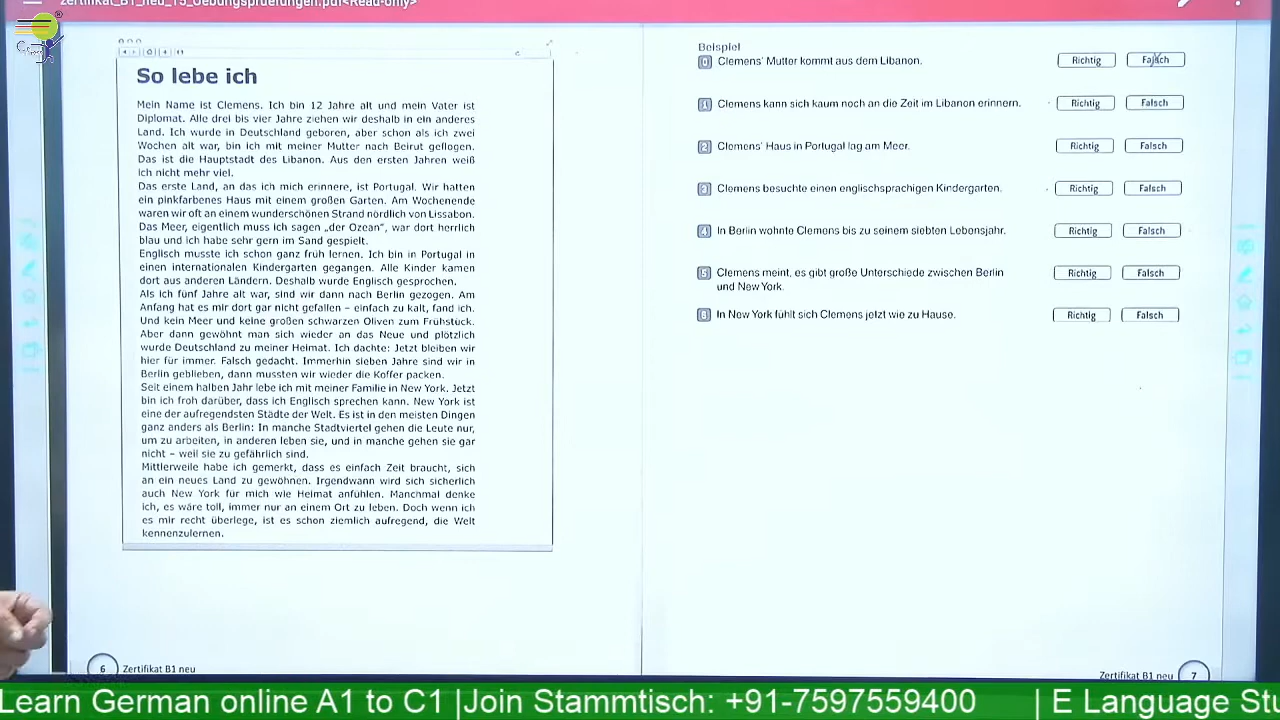 zertifikat_B1_neu_15_Uebungspruefungen.pdf<Read-only>
So lebe ich
Mein Name ist Clemens. Ich bin 12 Jahre alt und mein Vater ist
Diplomat. Alle drei bis vier Jahre ziehen wir deshalb in ein anderes
Land. Ich wurde in Deutschland geboren, aber schon als ich zwei
Wochen alt war, bin ich mit meiner Mutter nach Beirut geflogen.
Das ist die Hauptstadt des Libanon. Aus den ersten Jahren weiß
ich nicht mehr viel.
Das erste Land, an das ich mich erinnere, ist Portugal. Wir hatten
ein pinkfarbenes Haus mit einem großen Garten. Am Wochenende
waren wir oft an einem wunderschönen Strand nördlich von Lissabon.
Das Meer, eigentlich muss ich sagen „der Ozean“, war dort herrlich
blau und ich habe sehr gern im Sand gespielt.
Englisch musste ich schon ganz früh lernen. Ich bin in Portugal in
einen internationalen Kindergarten gegangen. Alle Kinder kamen
dort aus anderen Ländern. Deshalb wurde Englisch gesprochen.
Als ich fünf Jahre alt war, sind wir dann nach Berlin gezogen. Am
Anfang hat es mir dort gar nicht gefallen – einfach zu kalt, fand ich.
Und kein Meer und keine großen schwarzen Oliven zum Frühstück.
Aber dann gewöhnt man sich wieder an das Neue und plötzlich
wurde Deutschland zu meiner Heimat. Ich dachte: Jetzt bleiben wir
hier für immer. Falsch gedacht. Immerhin sieben Jahre sind wir in
Berlin geblieben, dann mussten wir wieder die Koffer packen.
Seit einem halben Jahr lebe ich mit meiner Familie in New York. Jetzt
bin ich froh darüber, dass ich Englisch sprechen kann. New York ist
eine der aufregendsten Städte der Welt. Es ist in den meisten Dingen
ganz anders als Berlin: In manche Stadtviertel gehen die Leute nur,
um zu arbeiten, in anderen leben sie, und in manche gehen sie gar
nicht – weil sie zu gefährlich sind.
Mittlerweile habe ich gemerkt, dass es einfach Zeit braucht, sich
an ein neues Land zu gewöhnen. Irgendwann wird sich sicherlich
auch New York für mich wie Heimat anfühlen. Manchmal denke
ich, es wäre toll, immer nur an einem Ort zu leben. Doch wenn ich
es mir recht überlege, ist es schon ziemlich aufregend, die Welt
kennenzulernen.
6 Zertifikat B1 neu
Beispiel
0 Clemens' Mutter kommt aus dem Libanon. Richtig Falsch
1 Clemens kann sich kaum noch an die Zeit im Libanon erinnern. Richtig Falsch
2 Clemens' Haus in Portugal lag am Meer. Richtig Falsch
3 Clemens besuchte einen englischsprachigen Kindergarten. Richtig Falsch
4 In Berlin wohnte Clemens bis zu seinem siebten Lebensjahr. Richtig Falsch
5 Clemens meint, es gibt große Unterschiede zwischen Berlin Richtig Falsch
und New York.
6 In New York fühlt sich Clemens jetzt wie zu Hause. Richtig Falsch
Zertifikat B1 neu 7
Learn German online A1 to C1 |Join Stammtisch: +91-7597559400 | E Language Stu